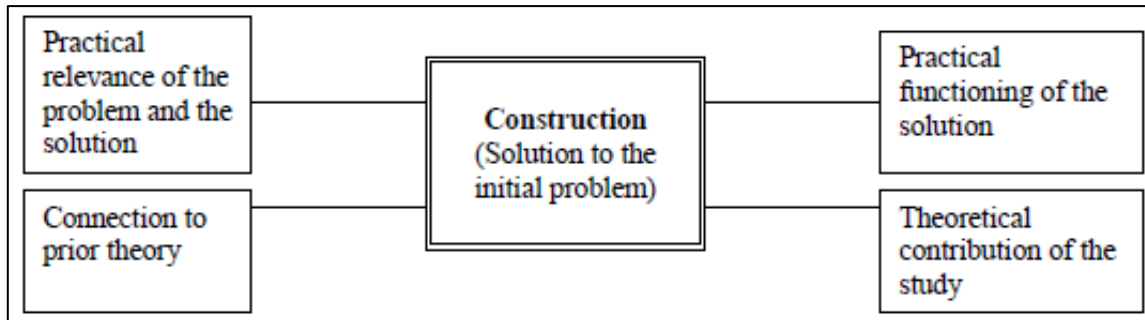 Practical
relevance of the
problem and the
solution
Connection to
prior theory
Construction
(Solution to the
initial problem)
Practical
functioning of the
solution
Theoretical
contribution of the
study